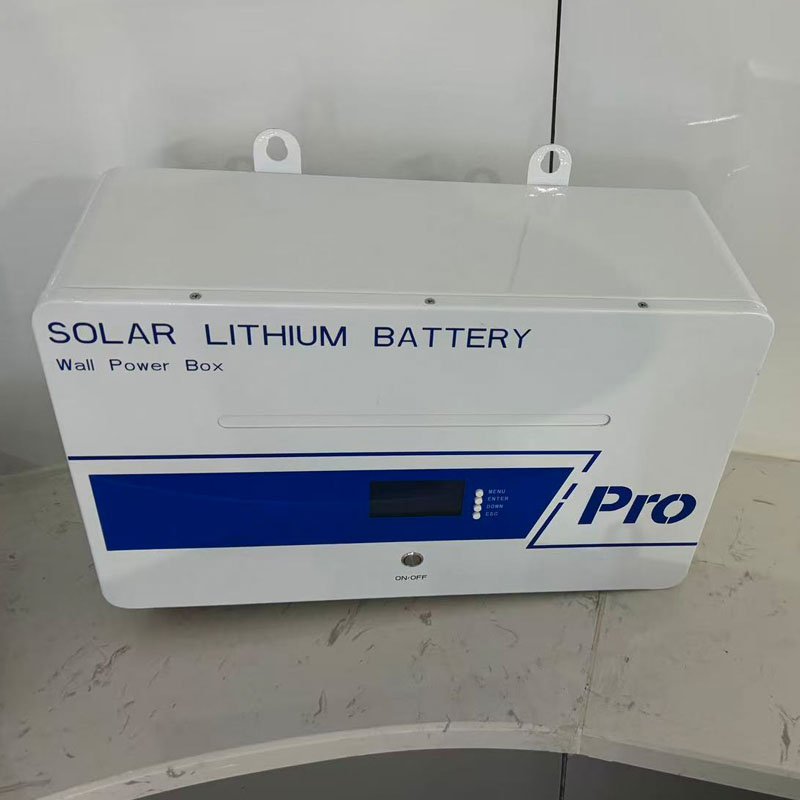 SOLAR LITHIUM BATTERY
Wall Power Box
MENU
ENTER
DOWN
ESC
Pro
ON·OFF